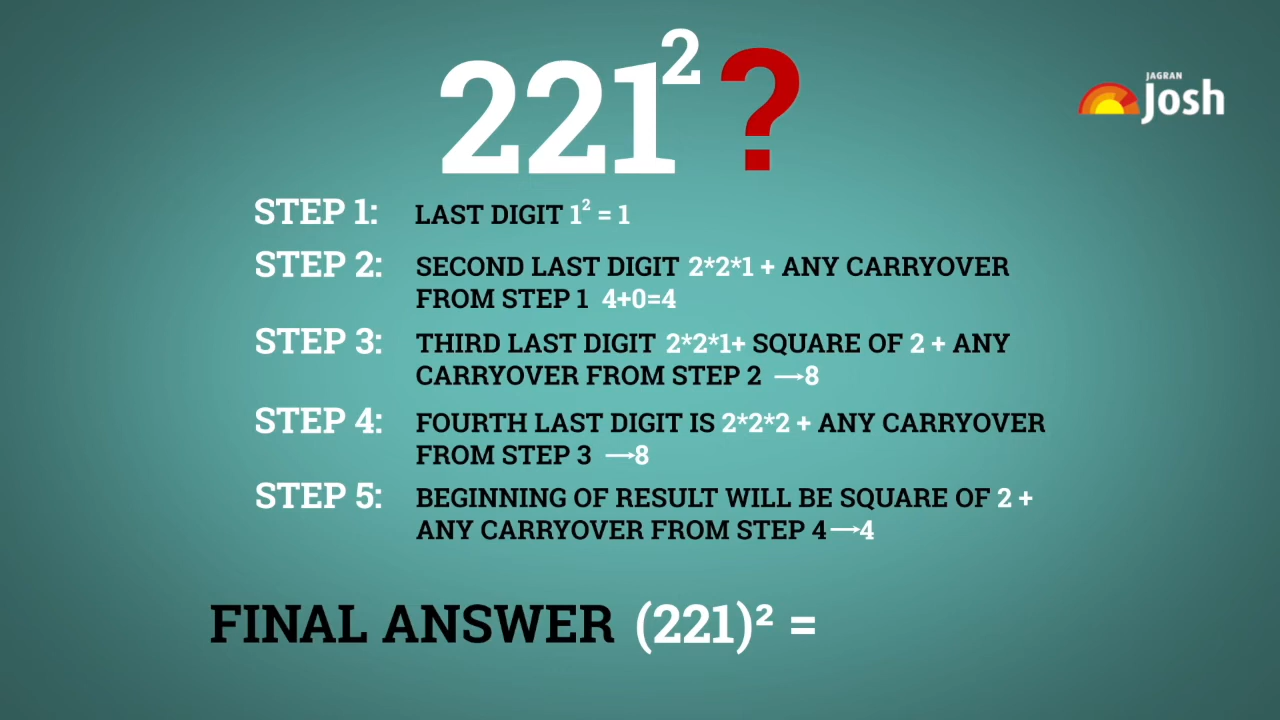 221² ?
JAGRAN
Josh
STEP 1: LAST DIGIT 1² = 1
STEP 2: SECOND LAST DIGIT 2*2*1 + ANY CARRYOVER
FROM STEP 1 4+0=4
STEP 3: THIRD LAST DIGIT 2*2*1+ SQUARE OF 2 + ANY
CARRYOVER FROM STEP 2 →8
STEP 4: FOURTH LAST DIGIT IS 2*2*2 + ANY CARRYOVER
FROM STEP 3 →8
STEP 5: BEGINNING OF RESULT WILL BE SQUARE OF 2 +
ANY CARRYOVER FROM STEP 4→4
FINAL ANSWER (221)² =